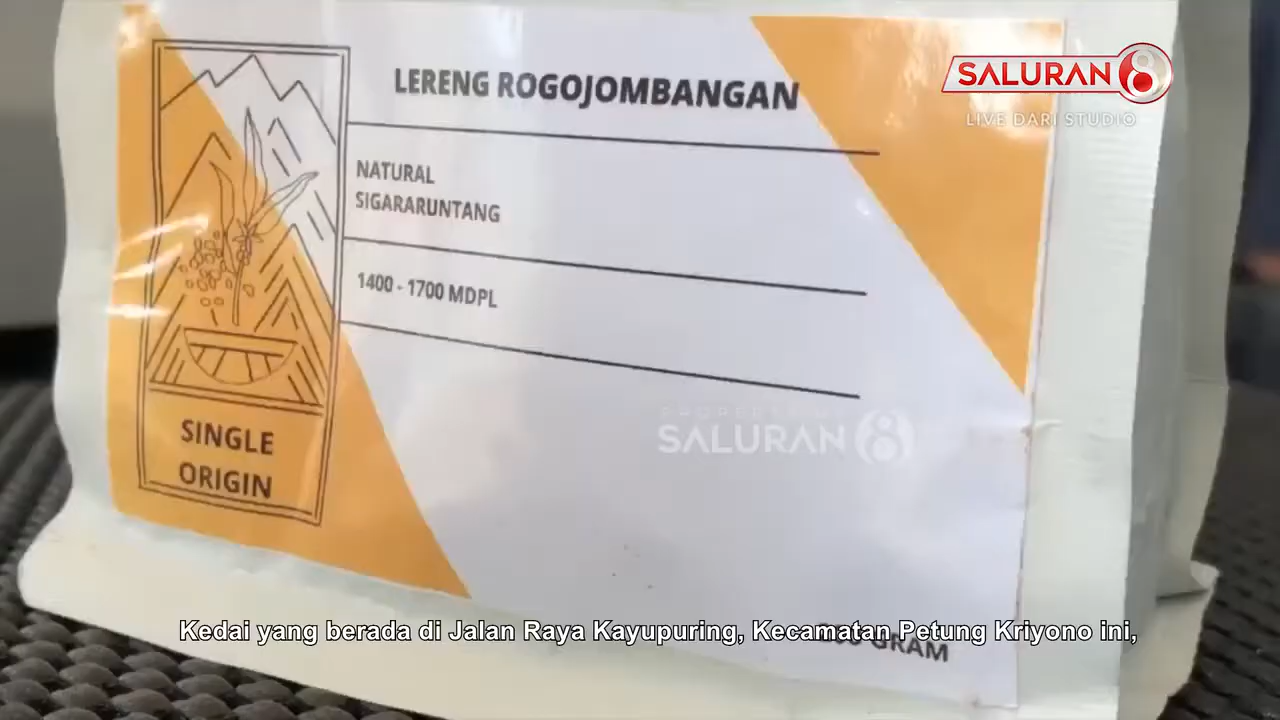 LERENG ROGOJOMBANGAN
NATURAL
SIGARARUNTANG
1400 - 1700 MDPL
SINGLE
ORIGIN
SALURAN 8
LIVE DARI STUDIO
SALURAN 8
Kedai yang berada di Jalan Raya Kayupuring, Kecamatan Petung Kriyono ini,
GRAM